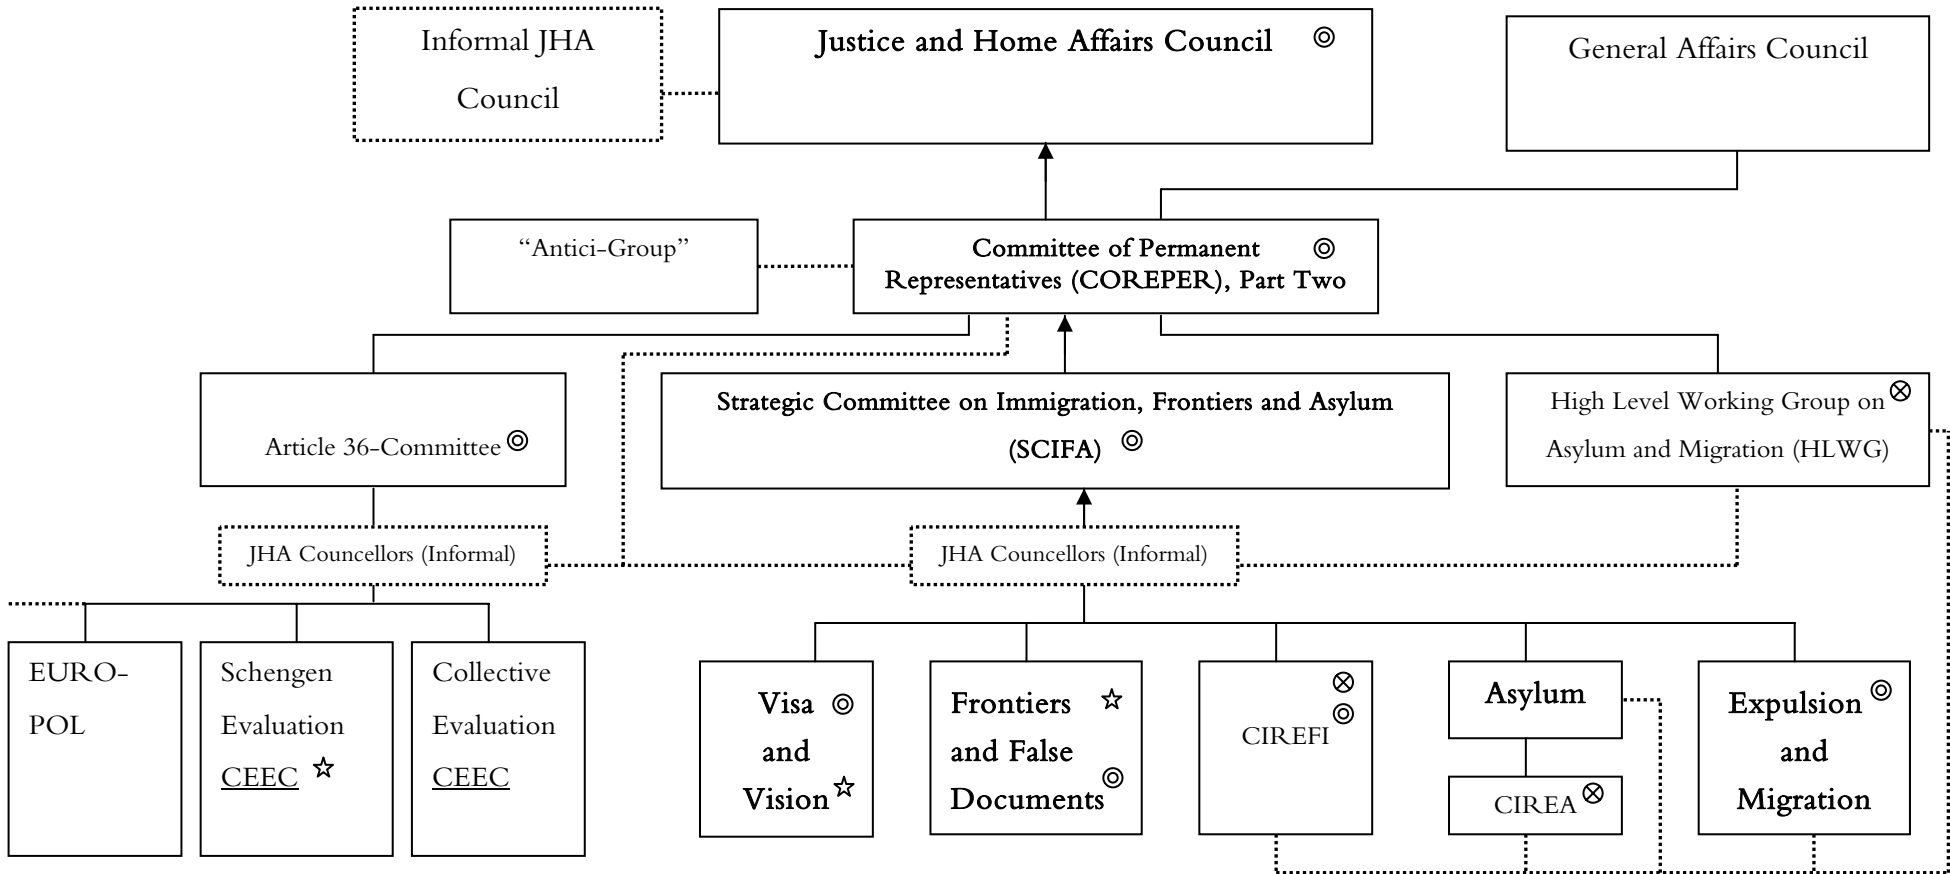 Informal JHA
Council
Justice and Home Affairs Council
General Affairs Council
“Antici-Group”
Committee of Permanent
Representatives (COREPER), Part Two
Article 36-Committee
Strategic Committee on Immigration, Frontiers and Asylum
(SCIFA)
High Level Working Group on
Asylum and Migration (HLWG)
JHA Councellors (Informal)
JHA Councellors (Informal)
EURO-
POL
Schengen
Evaluation
CEEC
Collective
Evaluation
CEEC
Visa
and
Vision
Frontiers
and False
Documents
CIREFI
Asylum
CIREA
Expulsion
and
Migration